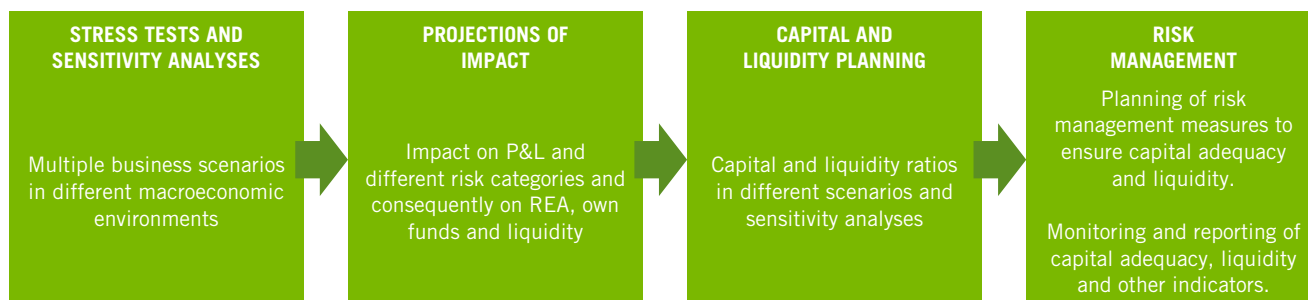 STRESS TESTS AND
SENSITIVITY ANALYSES
Multiple business scenarios
in different macroeconomic
environments
PROJECTIONS OF
IMPACT
Impact on P&L and
different risk categories and
consequently on REA, own
funds and liquidity
CAPITAL AND
LIQUIDITY PLANNING
Capital and liquidity ratios
in different scenarios and
sensitivity analyses
RISK
MANAGEMENT
Planning of risk
management measures to
ensure capital adequacy
and liquidity.
Monitoring and reporting of
capital adequacy, liquidity
and other indicators.